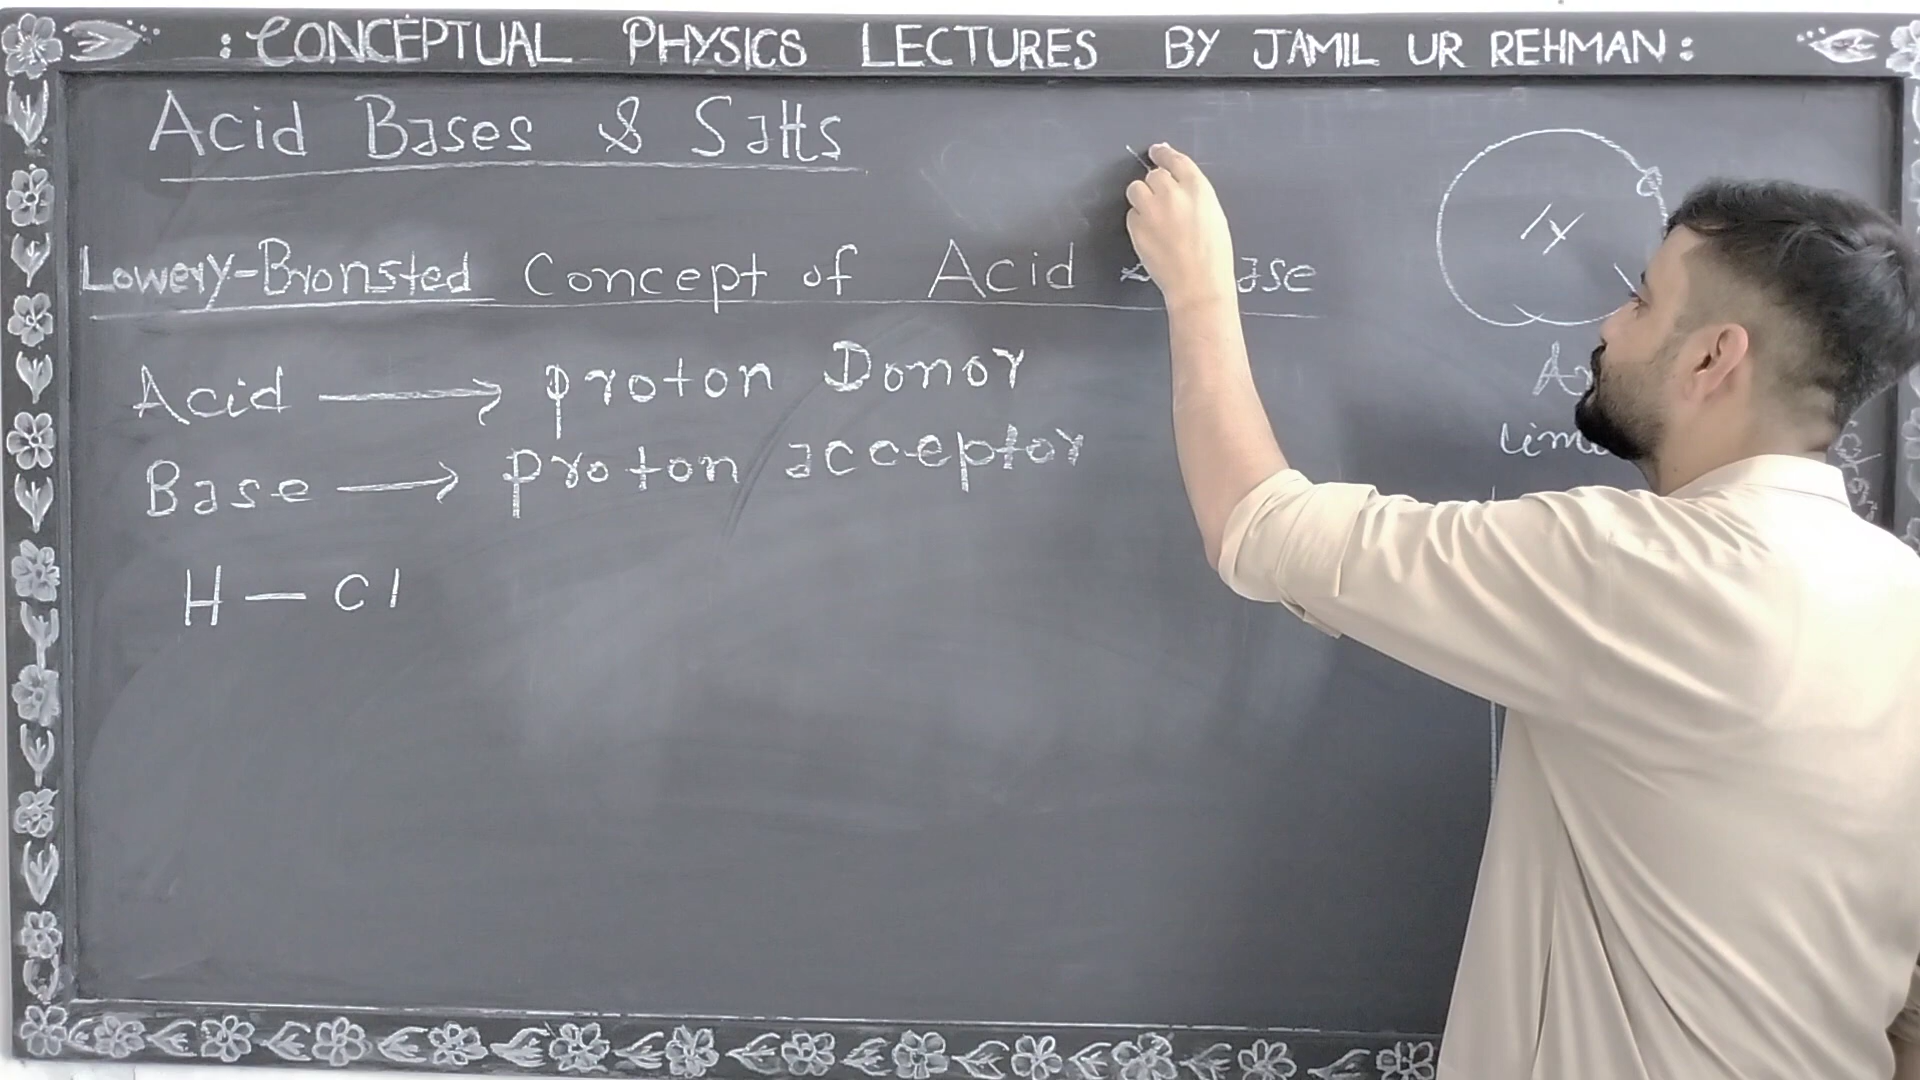 : CONCEPTUAL PHYSICS LECTURES BY JAMIL UR REHMAN :
Acid Bases & Salts
Lowery-Bronsted Concept of Acid
Acid → proton Donor
Base → proton acceptor
H — Cl